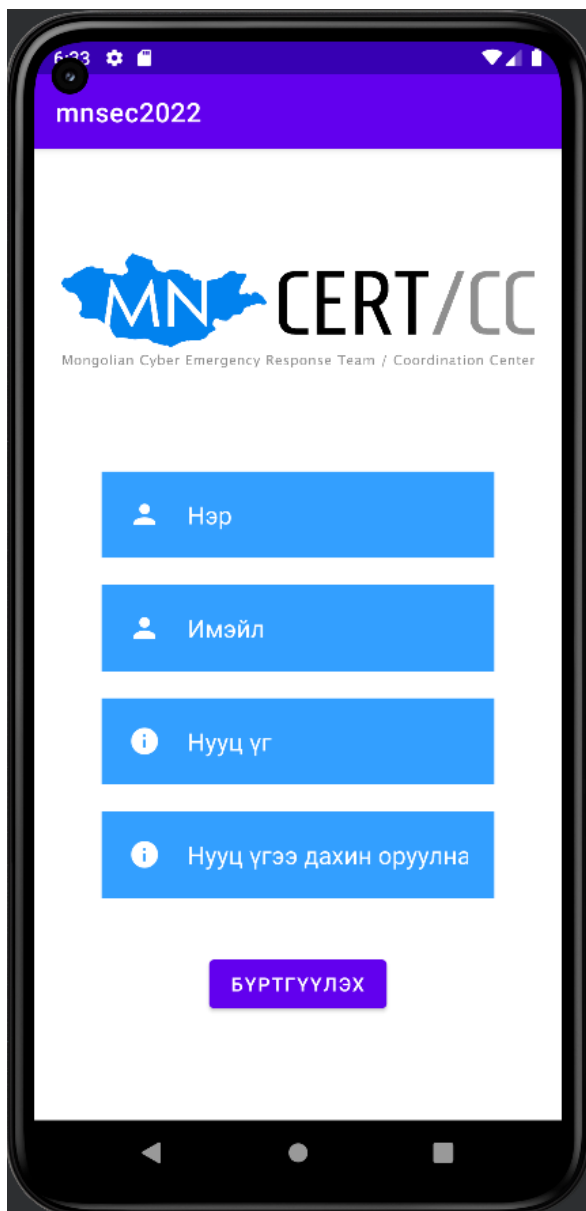 mnsec2022
MN CERT/CC
Mongolian Cyber Emergency Response Team / Coordination Center
Нэр
Имэйл
Нууц үг
Нууц үгээ дахин оруулна
БҮРТГҮҮЛЭХ